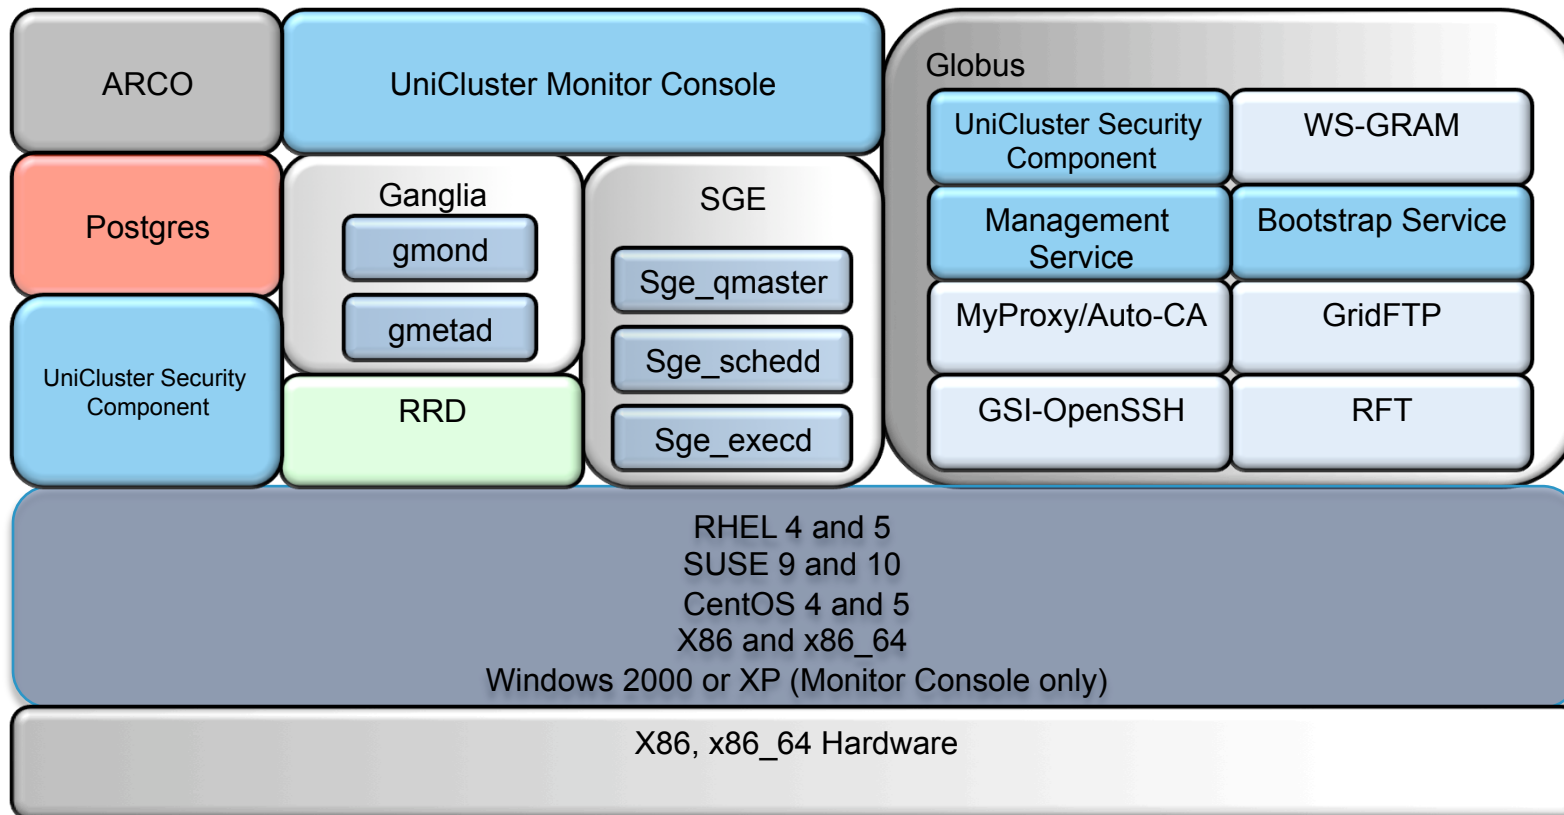 ARCO
UniCluster Monitor Console
Globus
UniCluster Security
Component
WS-GRAM
Postgres
Ganglia
gmond
gmetad
SGE
Sge_qmaster
Sge_schedd
Sge_execd
Management
Service
Bootstrap Service
MyProxy/Auto-CA
GridFTP
GSI-OpenSSH
RFT
UniCluster Security
Component
RRD
RHEL 4 and 5
SUSE 9 and 10
CentOS 4 and 5
X86 and x86_64
Windows 2000 or XP (Monitor Console only)
X86, x86_64 Hardware